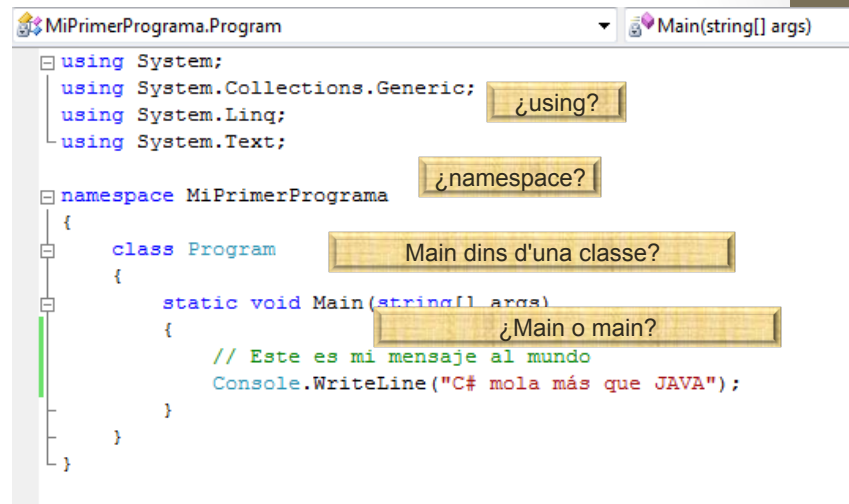 MiPrimerPrograma.Program Main(string[] args)
using System;
using System.Collections.Generic;
¿using?
using System.Linq;
using System.Text;
¿namespace?
namespace MiPrimerPrograma
{
class Program
Main dins d'una classe?
{
static void Main(string[] args)
¿Main o main?
{
// Este es mi mensaje al mundo
Console.WriteLine("C# mola más que JAVA");
}
}
}